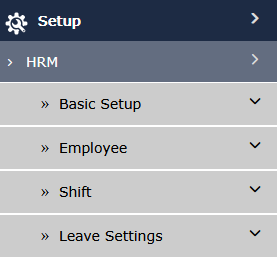 Setup
HRM
» Basic Setup
» Employee
» Shift
» Leave Settings